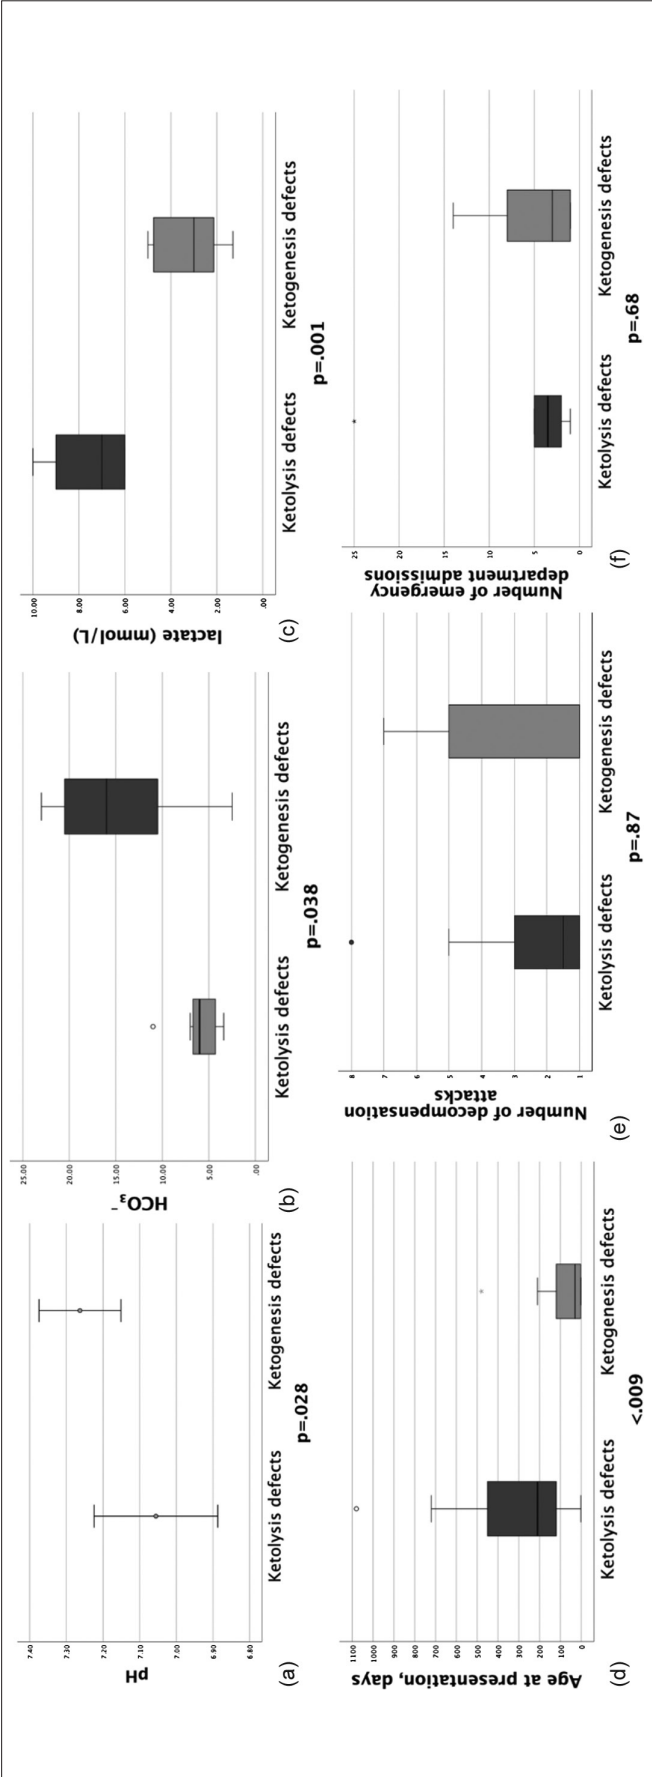 7.40
7.30
7.20
7.10
7.00
6.90
6.80
pH
Ketolysis defects
Ketogenesis defects
p=.028
(a)
25.00
20.00
15.00
10.00
5.00
.00
HCO₃⁻
Ketolysis defects
Ketogenesis defects
p=.038
(b)
10.00
8.00
6.00
4.00
2.00
.00
lactate (mmol/L)
Ketolysis defects
Ketogenesis defects
p=.001
(c)
1100
1000
900
800
700
600
500
400
300
200
100
0
Age at presentation, days
Ketolysis defects
Ketogenesis defects
<.009
(d)
8
7
6
5
4
3
2
1
Number of decompensation
attacks
Ketolysis defects
Ketogenesis defects
p=.87
(e)
25
20
15
10
5
0
Number of emergency
department admissions
Ketolysis defects
Ketogenesis defects
p=.68
(f)